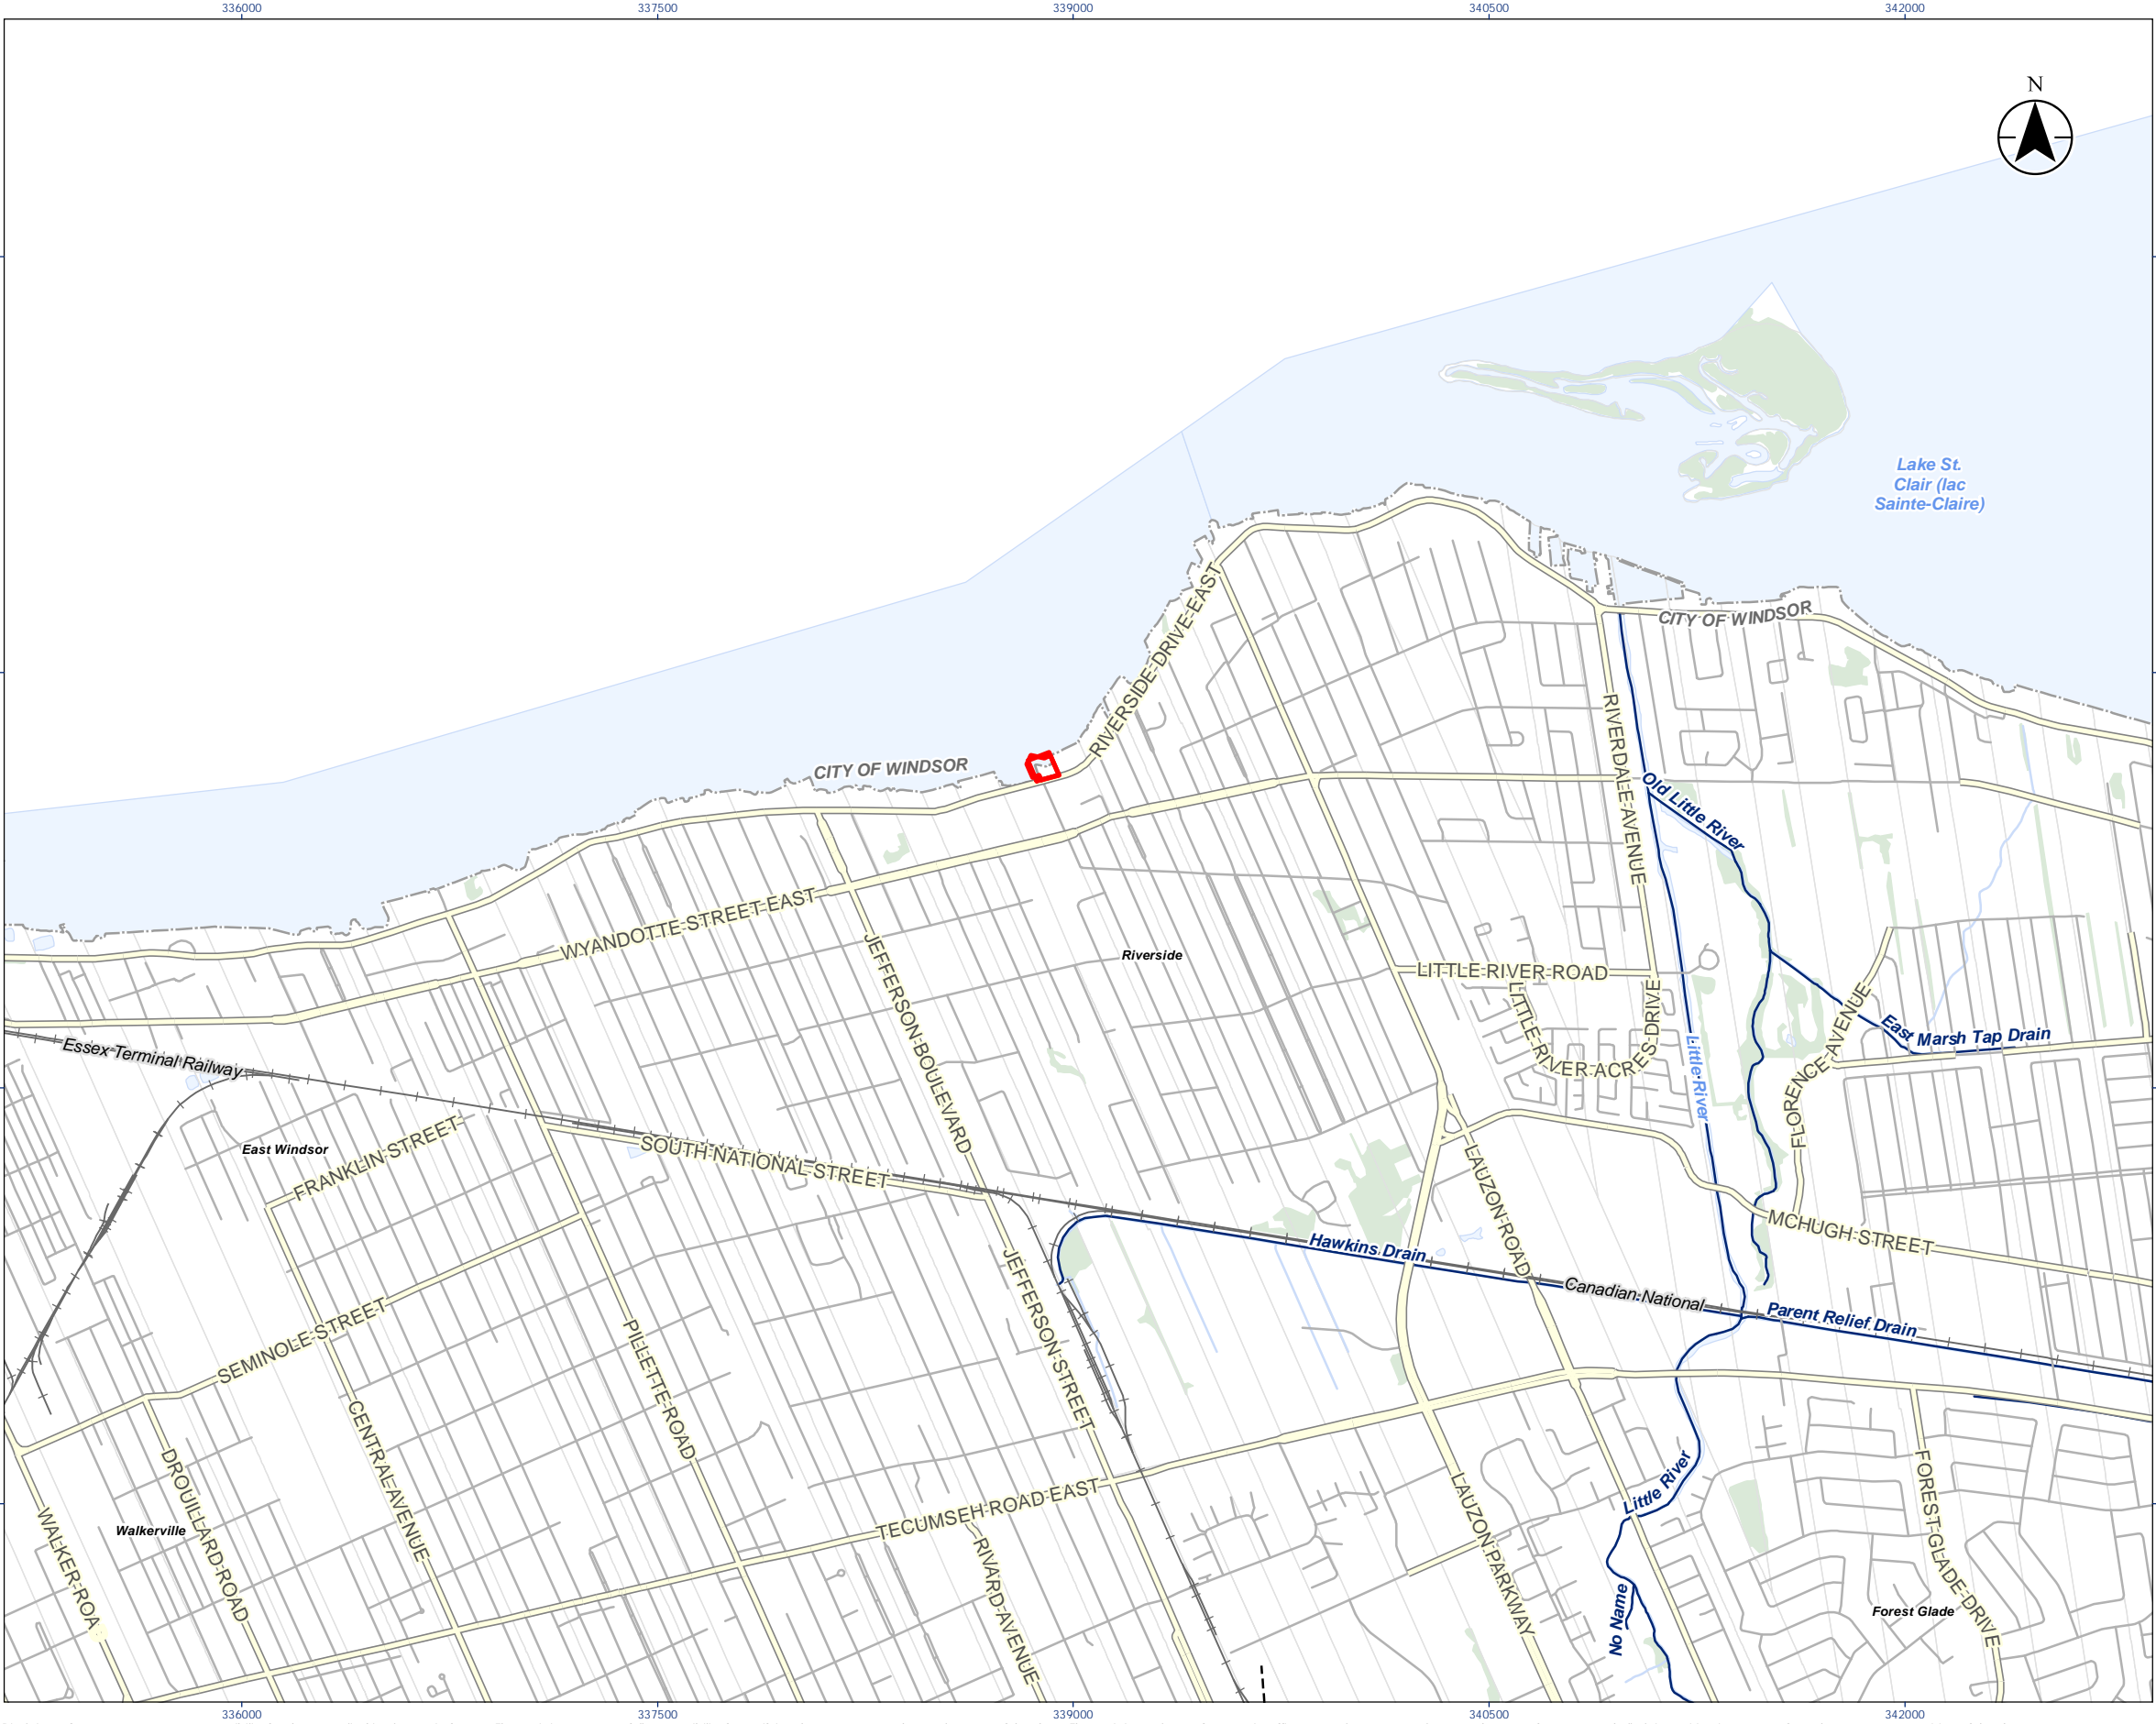 336000
337500
339000
340500
342000
N
Lake St.
Clair (lac
Sainte-Claire)
CITY OF WINDSOR
RIVERSIDE DRIVE EAST
CITY OF WINDSOR
RIVERDALE AVENUE
Old Little River
WYANDOTTE STREET EAST
JEFFERSON BOULEVARD
Riverside
LITTLE RIVER ROAD
LITTLE RIVER ACRES DRIVE
Little River
FLORENCE AVENUE
East Marsh Tap Drain
Essex Terminal Railway
East Windsor
FRANKLIN STREET
SOUTH NATIONAL STREET
LAUZON ROAD
MCHUGH STREET
Hawkins Drain
Canadian National
Parent Relief Drain
SEMINOLE STREET
PILLETTE ROAD
JEFFERSON STREET
CENTRAL AVENUE
DROUILLARD ROAD
WALKER ROA
Walkerville
TECUMSEH ROAD EAST
RIVARD AVENUE
LAUZON PARKWAY
Little River
No Name
FOREST GLADE DRIVE
Forest Glade
336000
337500
339000
340500
342000